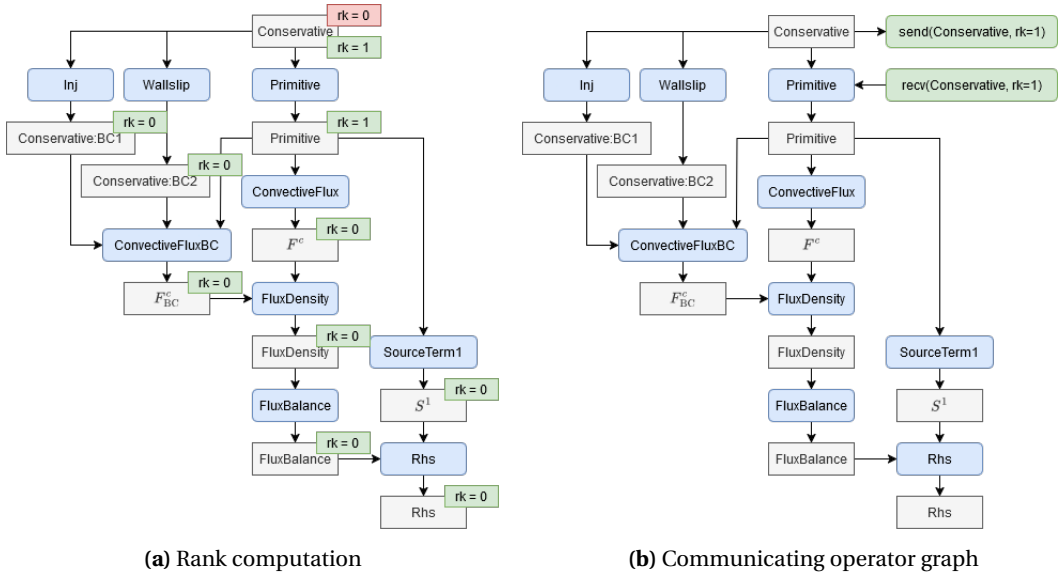 rk = 0
Conservative
rk = 1
Inj
Wallslip
Primitive
rk = 0
rk = 1
Conservative:BC1
Primitive
rk = 0
Conservative:BC2
ConvectiveFlux
rk = 0
ConvectiveFluxBC
F^c
rk = 0
F^c_BC
FluxDensity
rk = 0
FluxDensity
SourceTerm1
rk = 0
FluxBalance
S^1
rk = 0
FluxBalance
Rhs
rk = 0
Rhs
(a) Rank computation
Conservative
send(Conservative, rk=1)
Inj
Wallslip
Primitive
recv(Conservative, rk=1)
Conservative:BC1
Primitive
Conservative:BC2
ConvectiveFlux
ConvectiveFluxBC
F^c
F^c_BC
FluxDensity
FluxDensity
SourceTerm1
FluxBalance
S^1
FluxBalance
Rhs
Rhs
(b) Communicating operator graph